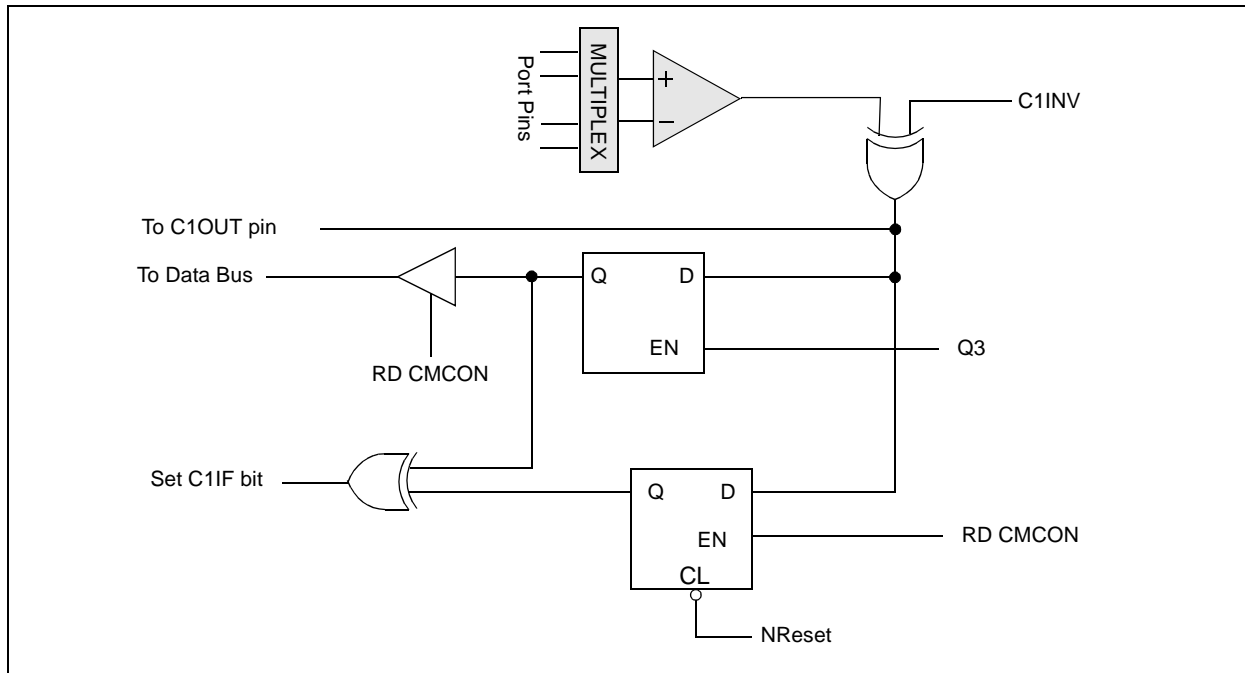 Port Pins
MULTIPLEX
+
–
C1INV
To C1OUT pin
To Data Bus
Q
D
EN
Q3
RD CMCON
Set C1IF bit
Q
D
EN
RD CMCON
CL
NReset